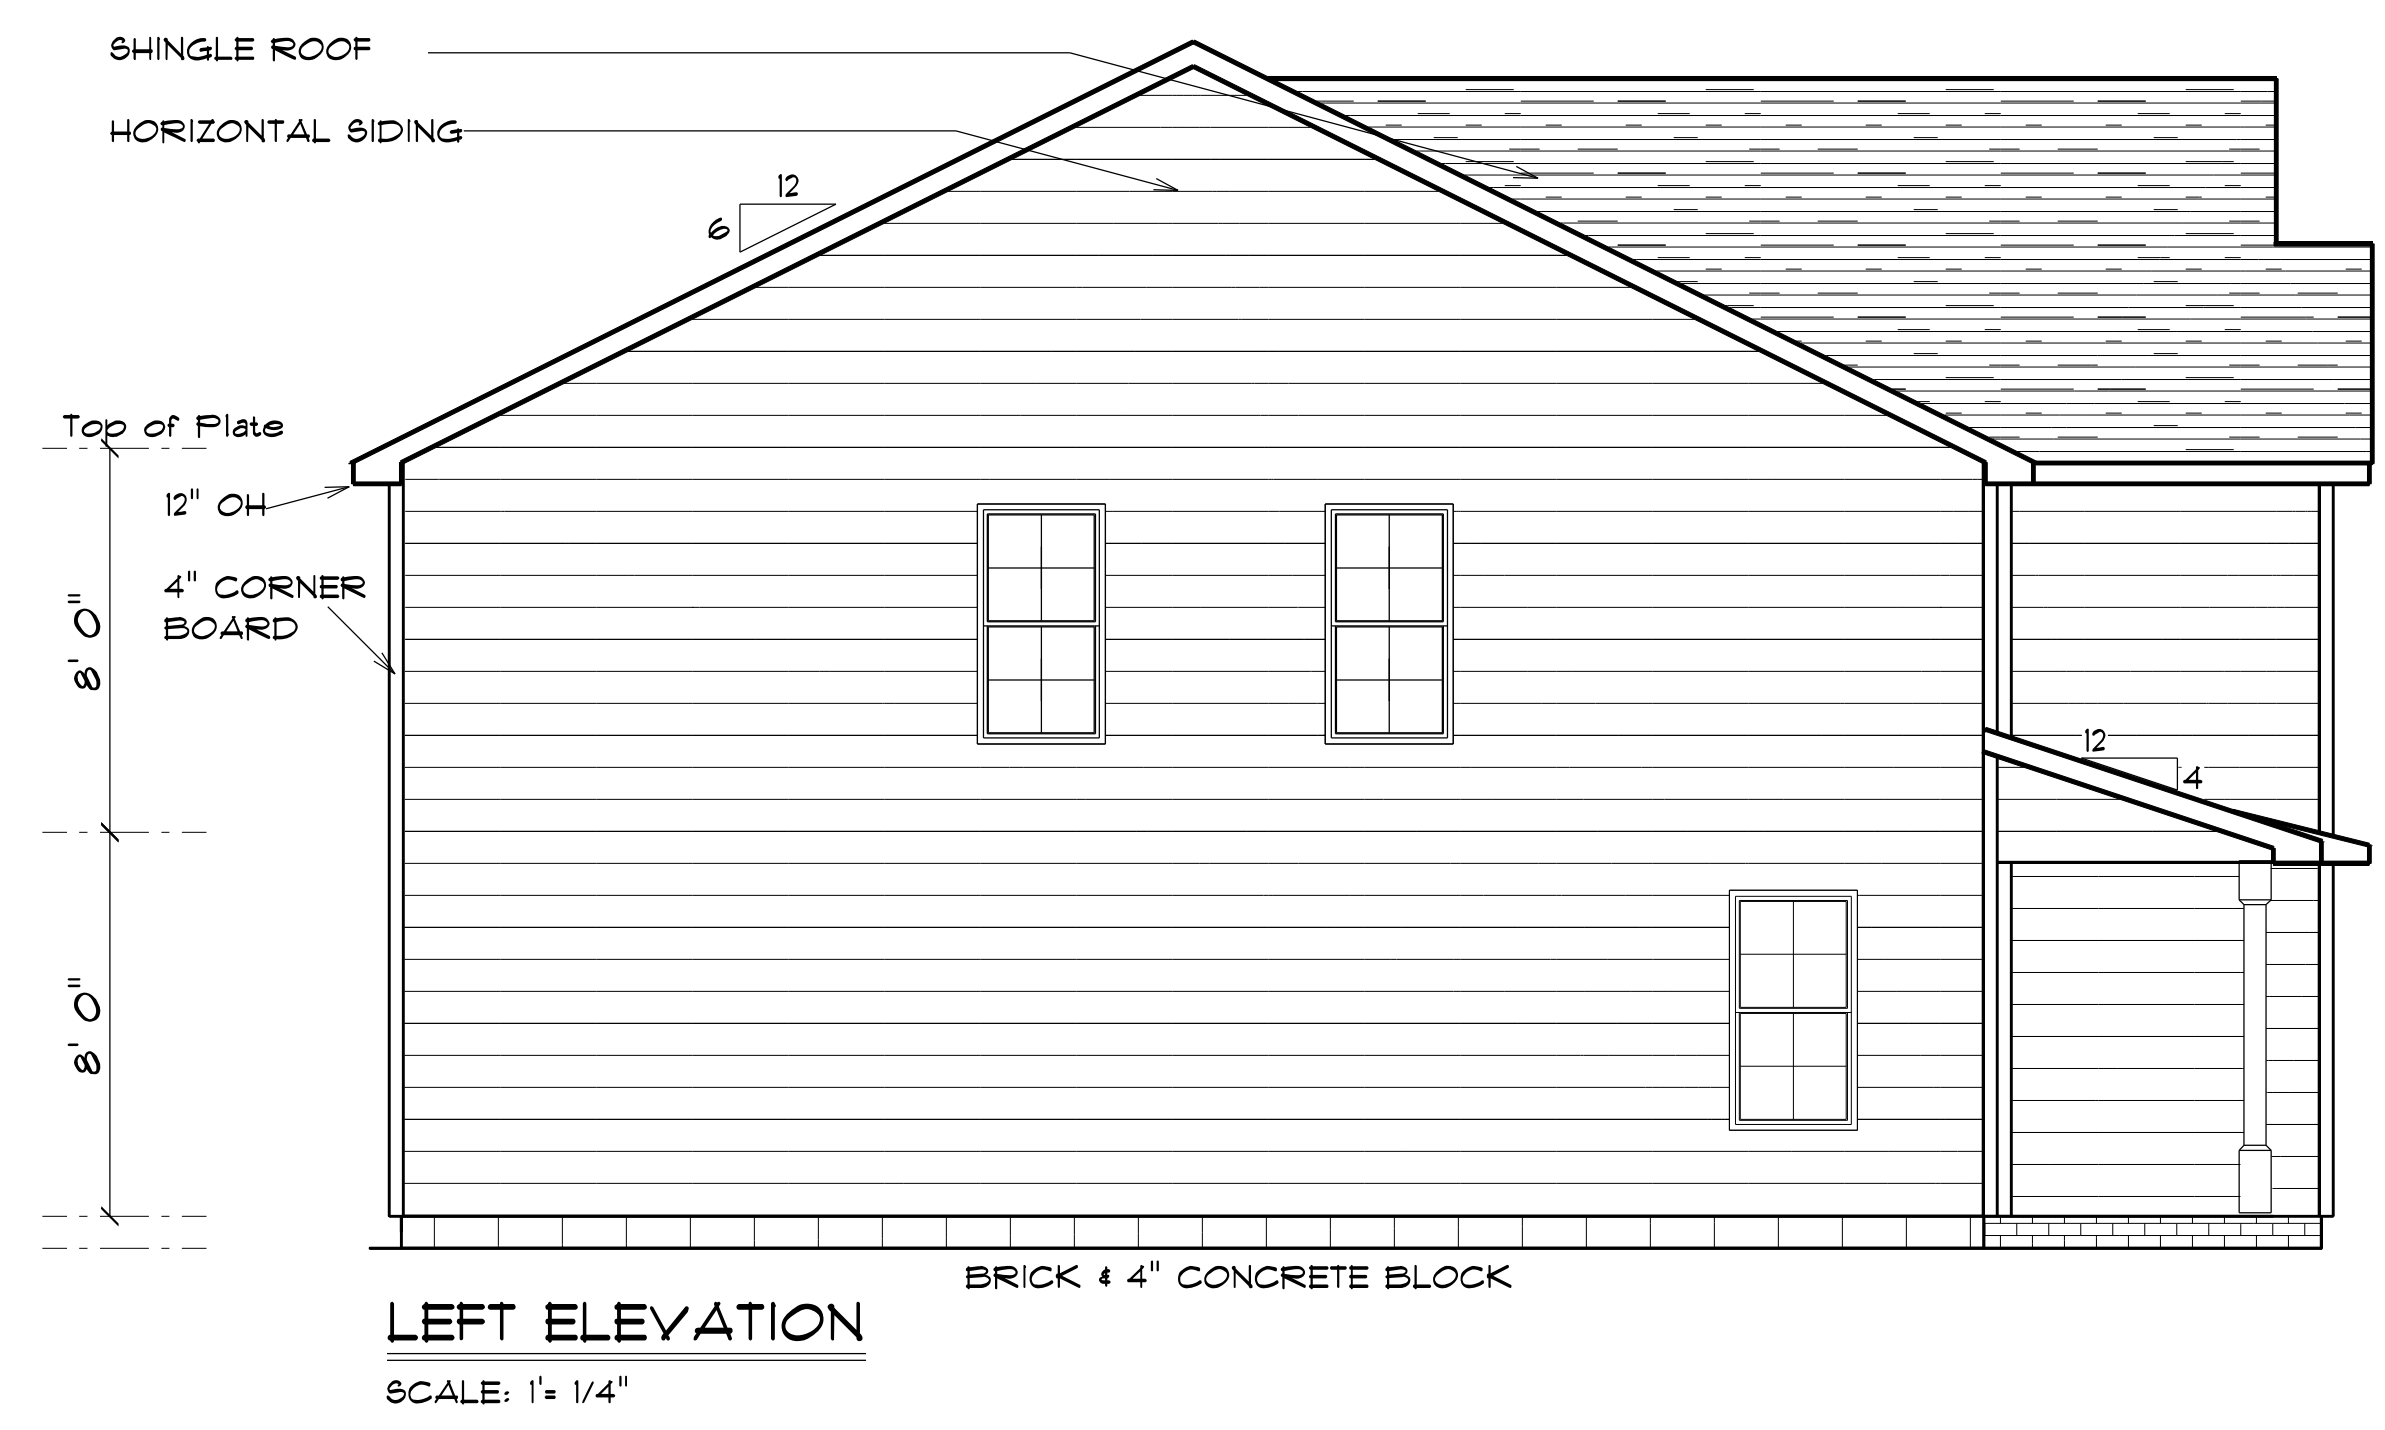 SHINGLE ROOF
HORIZONTAL SIDING
12
6
Top of Plate
12" OH
4" CORNER
BOARD
8' 0"
12
4
8' 0"
BRICK & 4" CONCRETE BLOCK
LEFT ELEVATION
SCALE: 1'= 1/4"